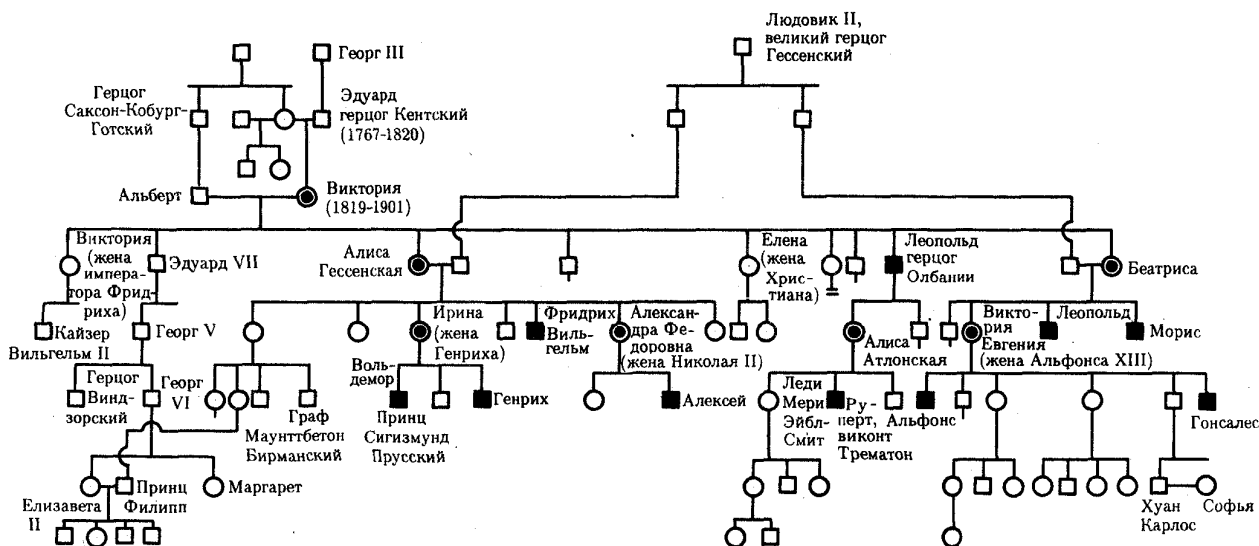 Людовик II,
великий герцог
Гессенский
Георг III
Герцог
Саксон-Кобург-
Готский
Эдуард
герцог Кентский
(1767-1820)
Альберт
Виктория
(1819-1901)
Виктория
(жена
импера-
тора Фрид-
риха)
Эдуард VII
Алиса
Гессенская
Елена
(жена
Хрис-
тиана)
Леопольд
герцог
Олбании
Беатриса
Кайзер
Вильгельм II
Георг V
Ирина
(жена
Генриха)
Фридрих
Виль-
гельм
Алексан-
дра Фе-
доровна
(жена Николая II)
Алиса
Атлонская
Викто-
рия
Евгения
(жена Альфонса XIII)
Леопольд
Морис
Герцог
Винд-
зорский
Георг
VI
Граф
Маунттбетон
Бирманский
Воль-
демор
Принц
Сигизмунд
Прусский
Генрих
Алексей
Леди
Мери
Эйбл-
Смит
Ру-
перт,
виконт
Трематон
Альфонс
Гонсалес
Елизавета
II
Принц
Филипп
Маргарет
Хуан
Карлос
Софья